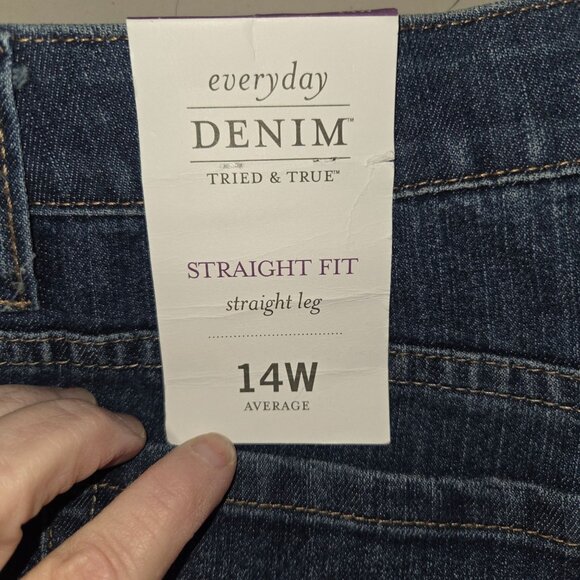 everyday
DENIM™
TRIED & TRUE™
STRAIGHT FIT
straight leg
14W
AVERAGE